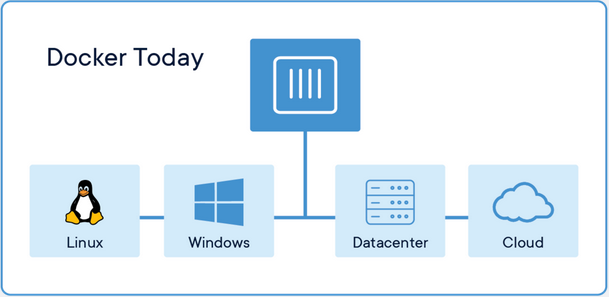 Docker Today
Linux
Windows
Datacenter
Cloud